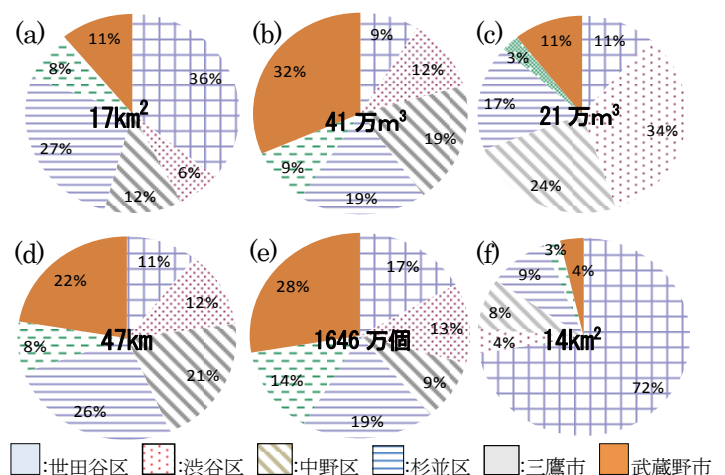 (a) (b) (c)
11% 36% 6% 12% 27% 8% 17km²
9% 12% 19% 19% 9% 32% 41 万m³
11% 34% 24% 17% 3% 11% 21 万m³
(d) (e) (f)
11% 12% 21% 26% 8% 22% 47km
17% 13% 9% 19% 14% 28% 1646 万個
72% 4% 8% 9% 3% 4% 14km²
:世田谷区 :渋谷区 :中野区 :杉並区 :三鷹市 :武蔵野市